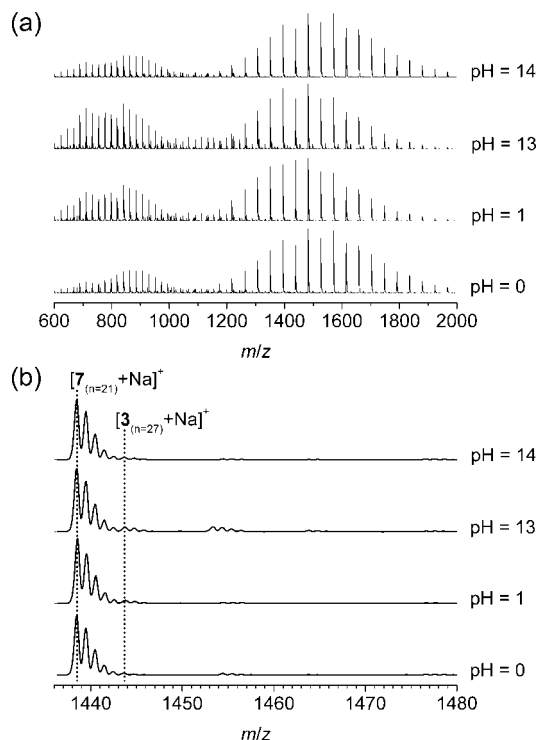 (a)
pH = 14
pH = 13
pH = 1
pH = 0
600 800 1000 1200 1400 1600 1800 2000
m/z
(b)
[7(n=21)+Na]+
[3(n=27)+Na]+
pH = 14
pH = 13
pH = 1
pH = 0
1440 1450 1460 1470 1480
m/z